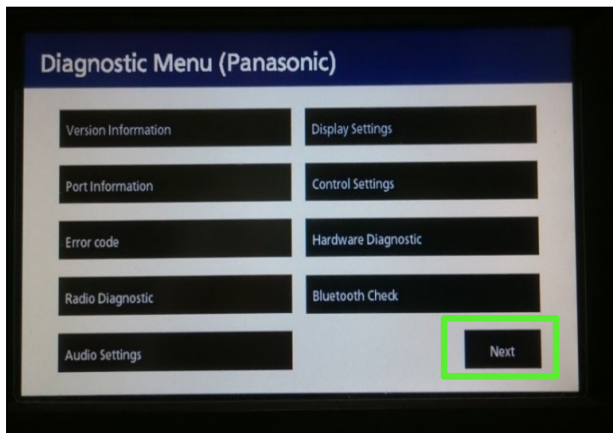 Diagnostic Menu (Panasonic)
Version Information
Display Settings
Port Information
Control Settings
Error code
Hardware Diagnostic
Radio Diagnostic
Bluetooth Check
Audio Settings
Next